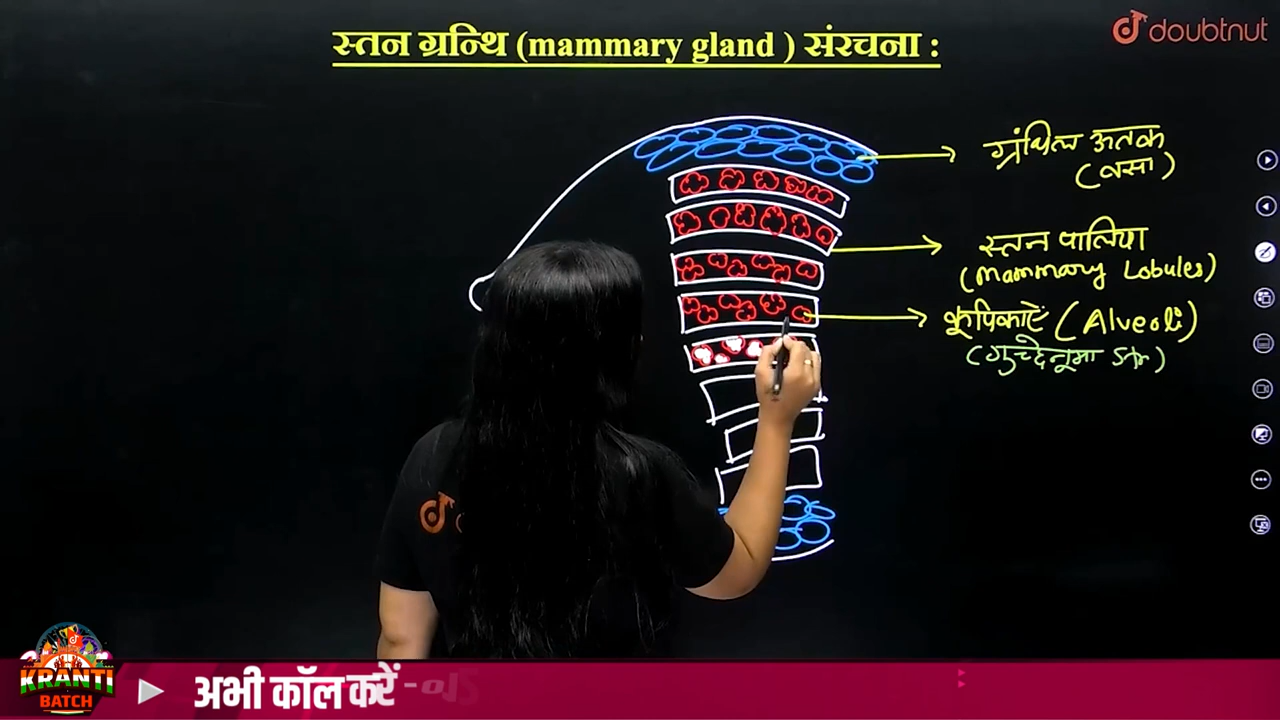 स्तन ग्रन्थि (mammary gland ) संरचना :
doubtnut
ग्रंथिल ऊतक
(वसा)
स्तन पालिया
(Mammary Lobules)
कूपिकाऐं (Alveoli)
(गुच्छेनूमा Str)
KRANTI
BATCH
अभी कॉल करें